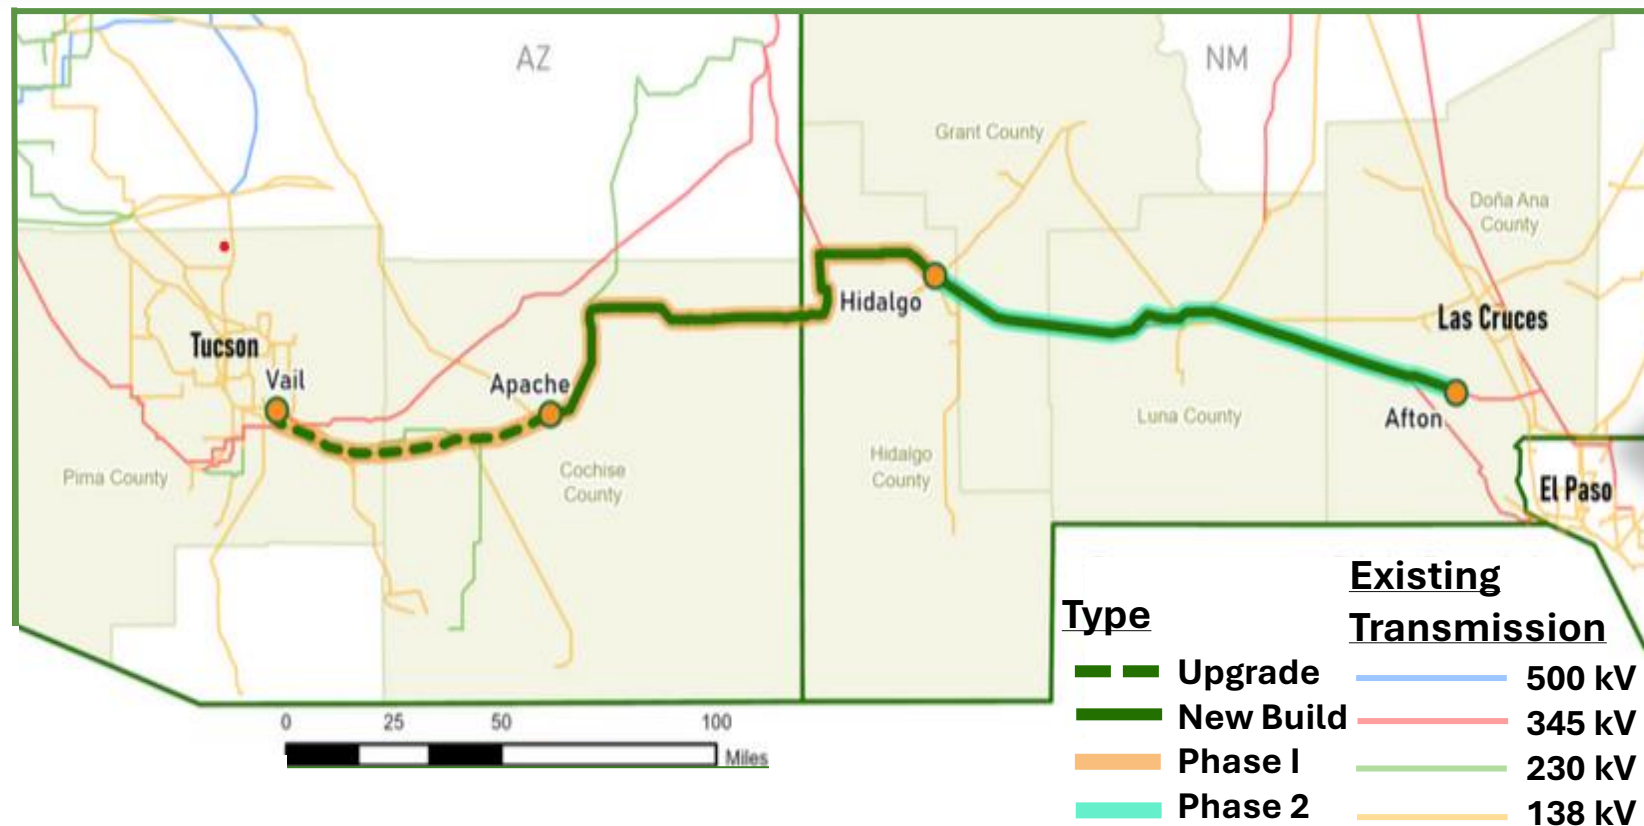 AZ
NM
Grant County
Doña Ana
County
Hidalgo
Las Cruces
Tucson
Vail
Apache
Afton
Luna County
Pima County
Cochise
County
Hidalgo
County
El Paso
0 25 50 100
Miles
Type
Upgrade
New Build
Phase I
Phase 2
Existing
Transmission
500 kV
345 kV
230 kV
138 kV